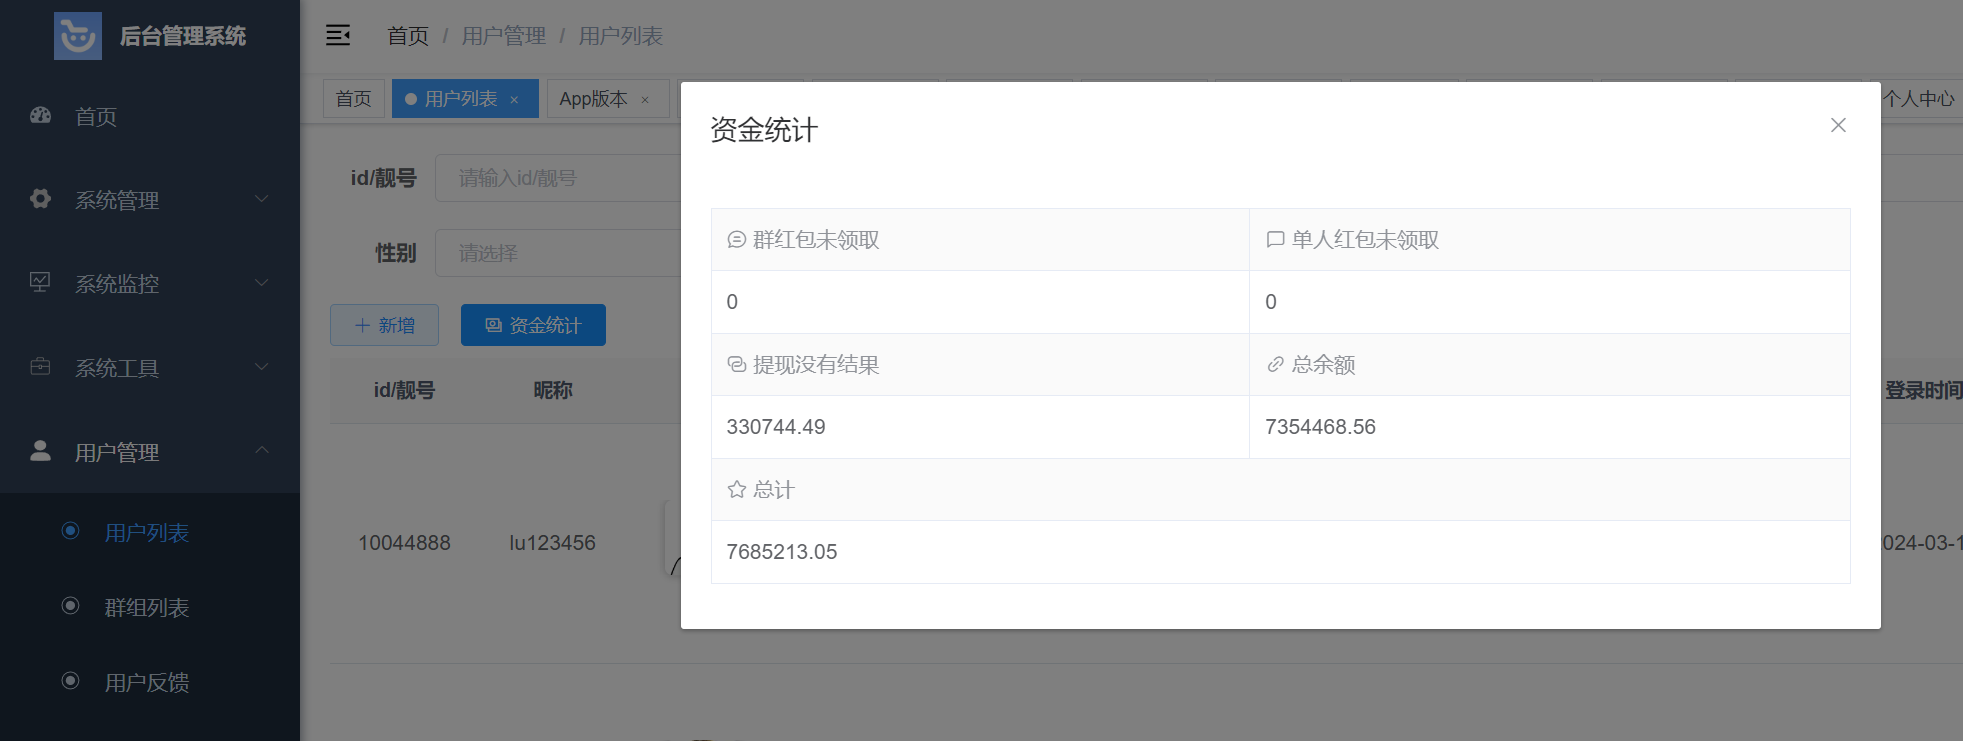 后台管理系统
首页
系统管理
系统监控
系统工具
用户管理
用户列表
群组列表
用户反馈
首页 / 用户管理 / 用户列表
首页
用户列表 ×
App版本 ×
个人中心
id/靓号
请输入id/靓号
性别
请选择
新增
资金统计
id/靓号
昵称
登录时间
10044888
lu123456
024-03-1
资金统计
群红包未领取
单人红包未领取
0
0
提现没有结果
总余额
330744.49
7354468.56
总计
7685213.05